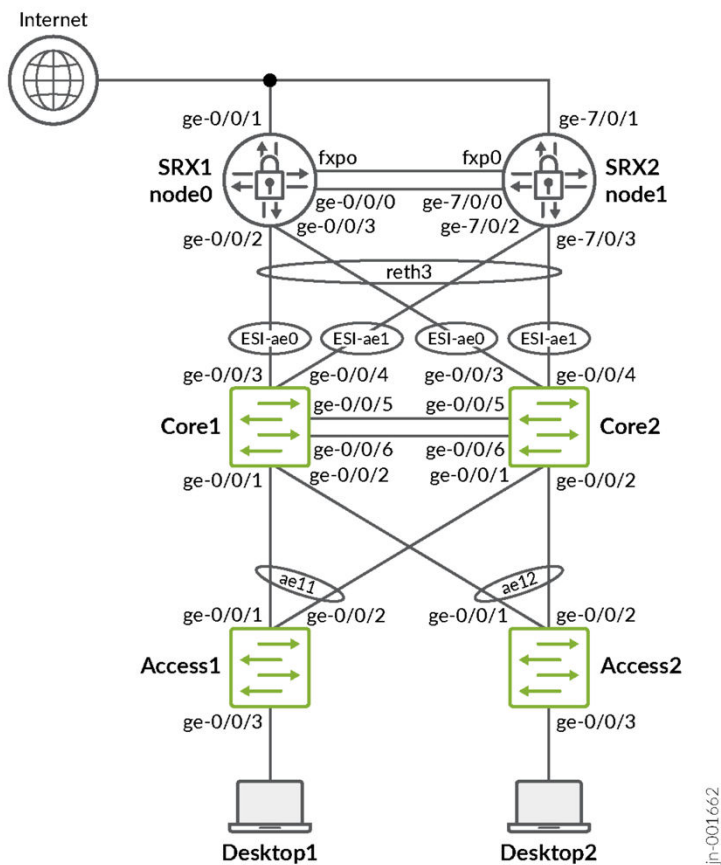 Internet
ge-0/0/1
ge-7/0/1
SRX1
node0
fxpo
fxp0
SRX2
node1
ge-0/0/0
ge-7/0/0
ge-0/0/2
ge-0/0/3
ge-7/0/2
ge-7/0/3
reth3
ESI-ae0
ESI-ae1
ESI-ae0
ESI-ae1
ge-0/0/3
ge-0/0/4
ge-0/0/3
ge-0/0/4
Core1
ge-0/0/5
ge-0/0/5
Core2
ge-0/0/6
ge-0/0/6
ge-0/0/1
ge-0/0/2
ge-0/0/1
ge-0/0/2
ae11
ae12
ge-0/0/1
ge-0/0/2
ge-0/0/1
ge-0/0/2
Access1
Access2
ge-0/0/3
ge-0/0/3
Desktop1
Desktop2
jn-001662